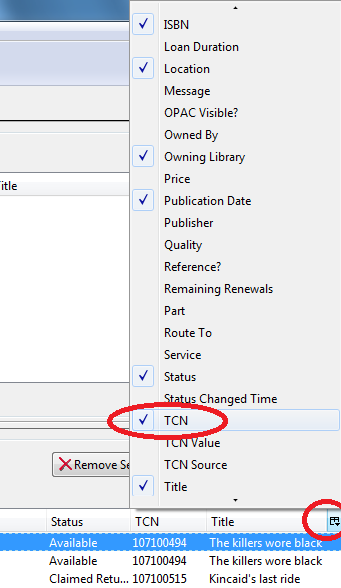 ISBN
Loan Duration
Location
Message
OPAC Visible?
Owned By
Owning Library
Price
Publication Date
Publisher
Quality
Reference?
Remaining Renewals
Part
Route To
Service
Status
Status Changed Time
TCN
TCN Value
TCN Source
Title
itle
Remove Se
Status TCN Title
Available 107100494 The killers wore black
Available 107100494 The killers wore black
Claimed Retu... 107100515 Kincaid's last ride